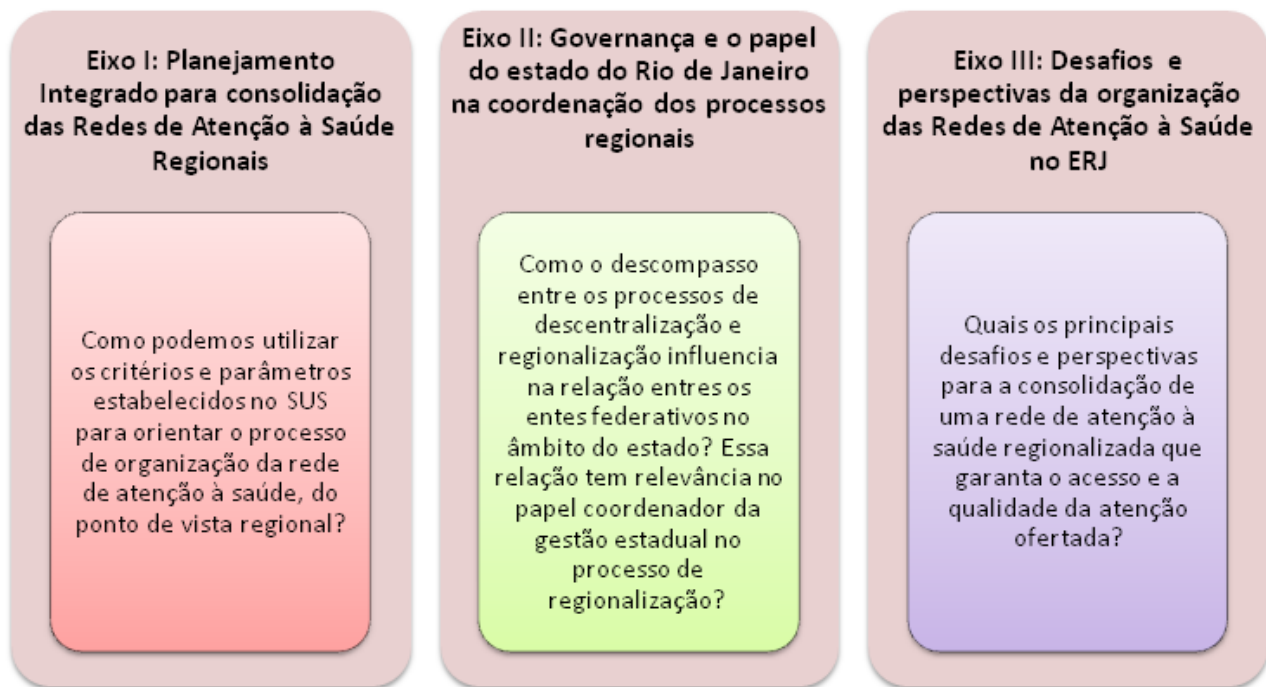 Eixo I: Planejamento
Integrado para consolidação
das Redes de Atenção à Saúde
Regionais
Como podemos utilizar
os critérios e parâmetros
estabelecidos no SUS
para orientar o processo
de organização da rede
de atenção à saúde, do
ponto de vista regional?
Eixo II: Governança e o papel
do estado do Rio de Janeiro
na coordenação dos processos
regionais
Como o descompasso
entre os processos de
descentralização e
regionalização influencia
na relação entres os
entes federativos no
âmbito do estado? Essa
relação tem relevância no
papel coordenador da
gestão estadual no
processo de
regionalização?
Eixo III: Desafios e
perspectivas da organização
das Redes de Atenção à Saúde
no ERJ
Quais os principais
desafios e perspectivas
para a consolidação de
uma rede de atenção à
saúde regionalizada que
garanta o acesso e a
qualidade da atenção
ofertada?